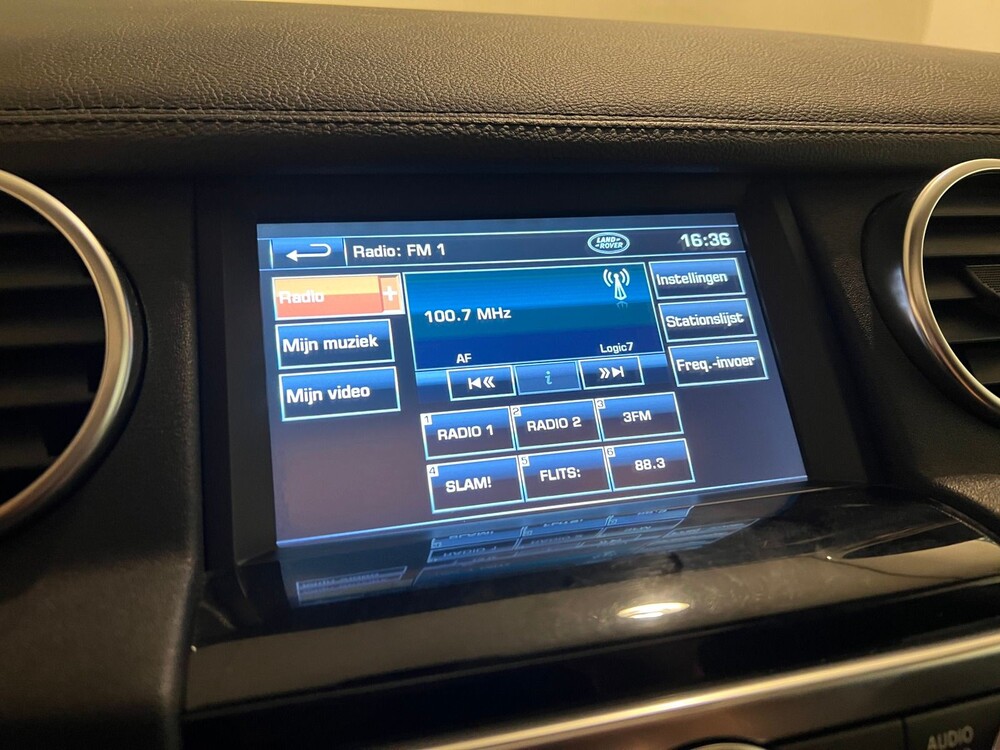 Radio: FM 1
LAND-
ROVER
16:36
Radio +
Mijn muziek
Mijn video
100.7 MHz
AF
Logic7
i
Instellingen
Stationslijst
Freq.-invoer
1 RADIO 1
2 RADIO 2
3 3FM
4 SLAM!
5 FLITS:
6 88.3
AUDIO